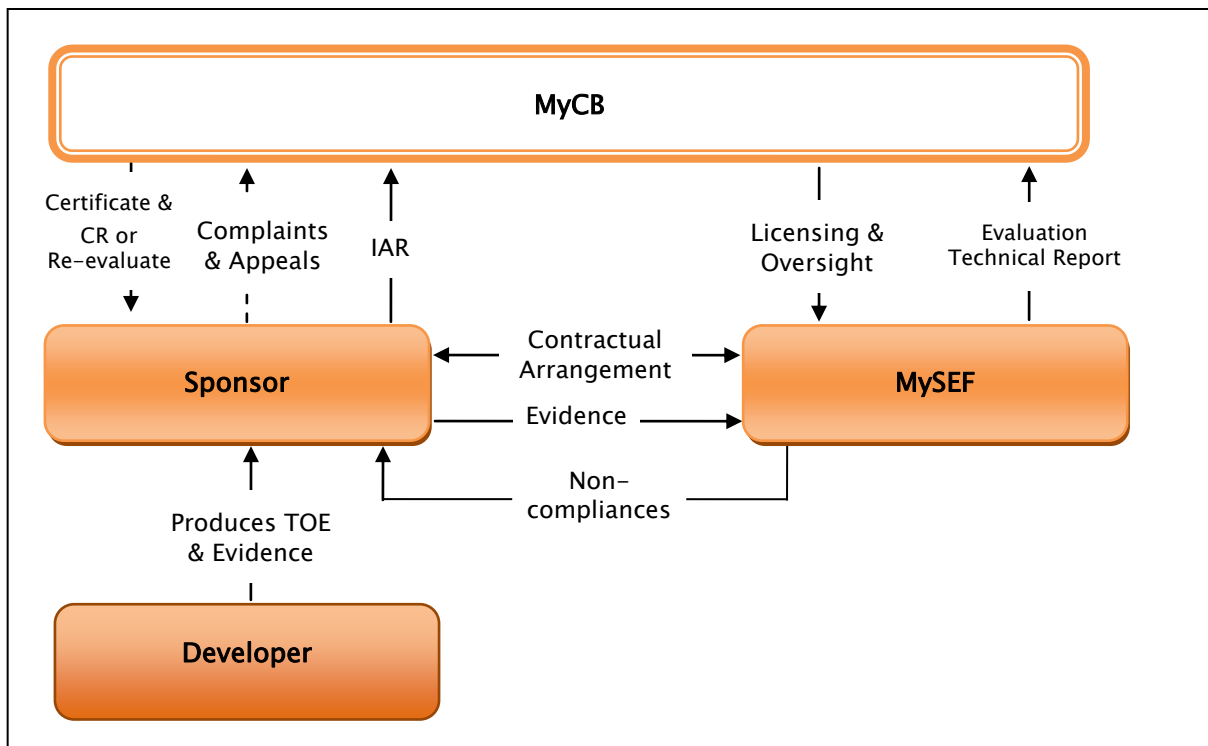 MyCB
Certificate &
CR or
Re-evaluate
Complaints
& Appeals
IAR
Licensing &
Oversight
Evaluation
Technical Report
Sponsor
Contractual
Arrangement
MySEF
Evidence
Non-
compliances
Produces TOE
& Evidence
Developer